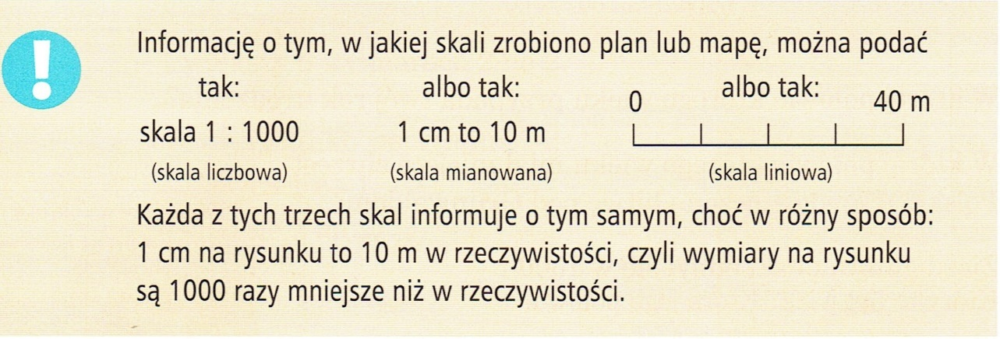 !
Informację o tym, w jakiej skali zrobiono plan lub mapę, można podać
tak: albo tak: albo tak:
0 40 m
skala 1 : 1000 1 cm to 10 m
(skala liczbowa) (skala mianowana) (skala liniowa)
Każda z tych trzech skal informuje o tym samym, choć w różny sposób:
1 cm na rysunku to 10 m w rzeczywistości, czyli wymiary na rysunku
są 1000 razy mniejsze niż w rzeczywistości.